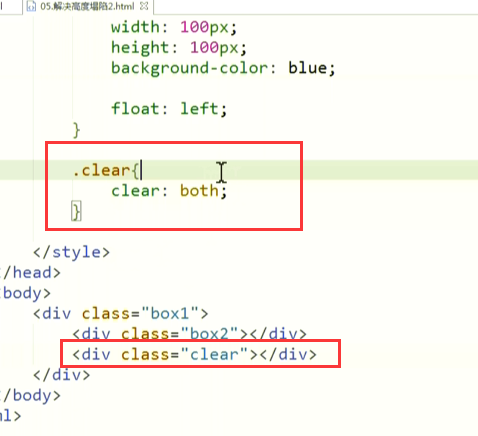 l 05.解决高度塌陷2.html
width: 100px;
height: 100px;
background-color: blue;
float: left;
}
.clear{
clear: both;
}
</style>
</head>
<body>
<div class="box1">
<div class="box2"></div>
<div class="clear"></div>
</div>
</body>
ml>